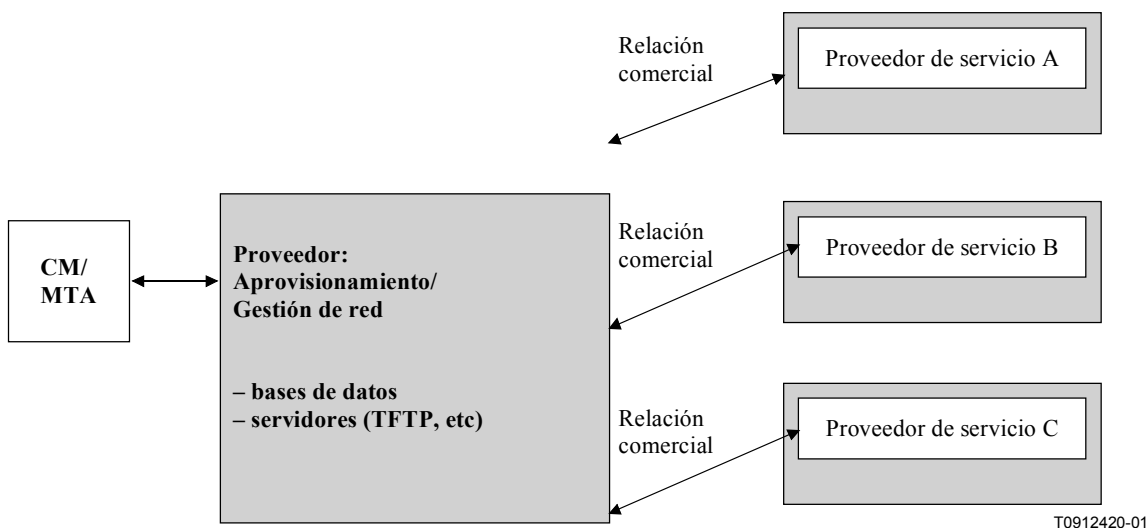 Relación
comercial
Proveedor de servicio A
CM/
MTA
Proveedor:
Aprovisionamiento/
Gestión de red
– bases de datos
– servidores (TFTP, etc)
Relación
comercial
Proveedor de servicio B
Relación
comercial
Proveedor de servicio C
T0912420-01